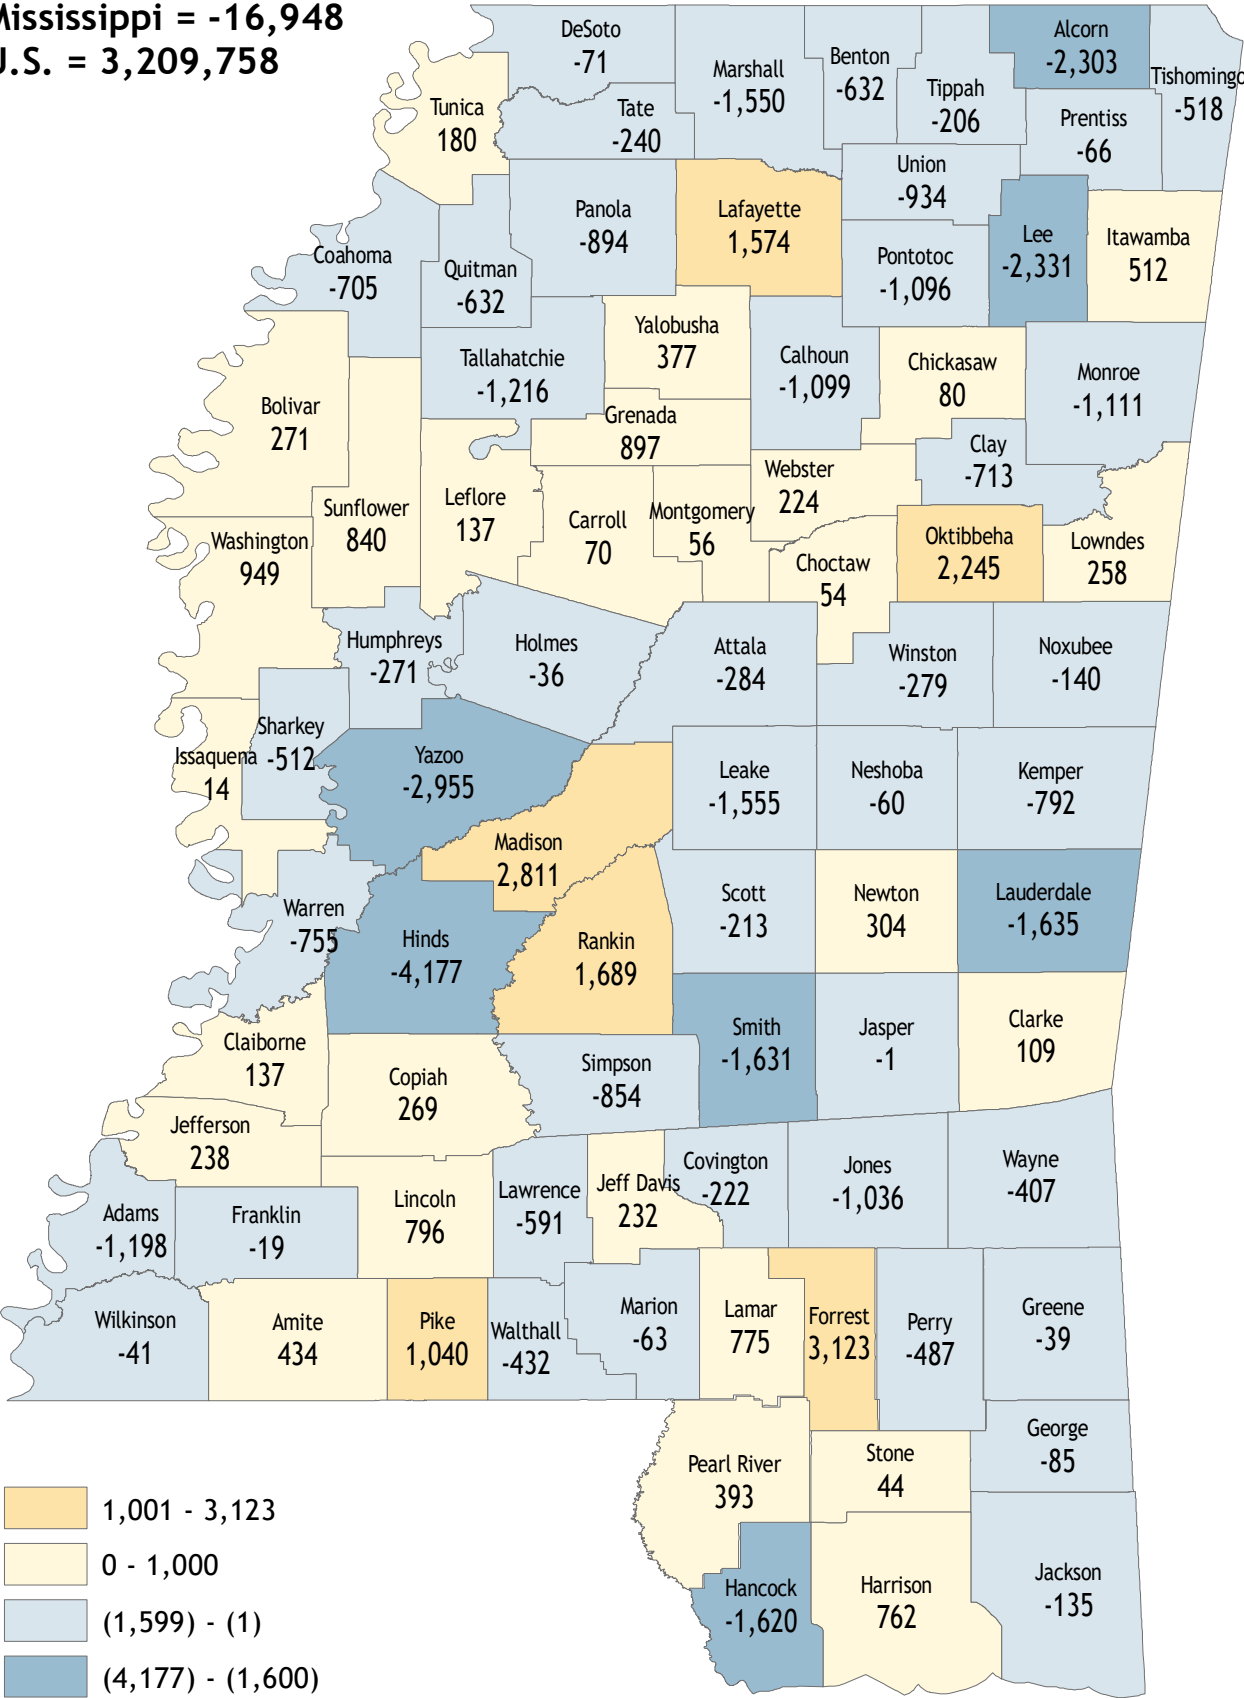 Mississippi = -16,948
U.S. = 3,209,758
DeSoto
-71
Marshall
-1,550
Benton
-632
Tippah
-206
Alcorn
-2,303
Tishomingo
-518
Prentiss
-66
Tunica
180
Tate
-240
Union
-934
Panola
-894
Lafayette
1,574
Lee
-2,331
Itawamba
512
Coahoma
-705
Quitman
-632
Pontotoc
-1,096
Yalobusha
377
Tallahatchie
-1,216
Calhoun
-1,099
Chickasaw
80
Monroe
-1,111
Bolivar
271
Grenada
897
Clay
-713
Sunflower
840
Leflore
137
Carroll
70
Montgomery
56
Webster
224
Washington
949
Choctaw
54
Oktibbeha
2,245
Lowndes
258
Humphreys
-271
Holmes
-36
Attala
-284
Winston
-279
Noxubee
-140
Issaquena
14
Sharkey
-512
Yazoo
-2,955
Leake
-1,555
Neshoba
-60
Kemper
-792
Madison
2,811
Warren
-755
Hinds
-4,177
Rankin
1,689
Scott
-213
Newton
304
Lauderdale
-1,635
Claiborne
137
Copiah
269
Simpson
-854
Smith
-1,631
Jasper
-1
Clarke
109
Jefferson
238
Adams
-1,198
Franklin
-19
Lincoln
796
Lawrence
-591
Jeff Davis
232
Covington
-222
Jones
-1,036
Wayne
-407
Wilkinson
-41
Amite
434
Pike
1,040
Walthall
-432
Marion
-63
Lamar
775
Forrest
3,123
Perry
-487
Greene
-39
Pearl River
393
Stone
44
George
-85
Hancock
-1,620
Harrison
762
Jackson
-135
1,001 - 3,123
0 - 1,000
(1,599) - (1)
(4,177) - (1,600)